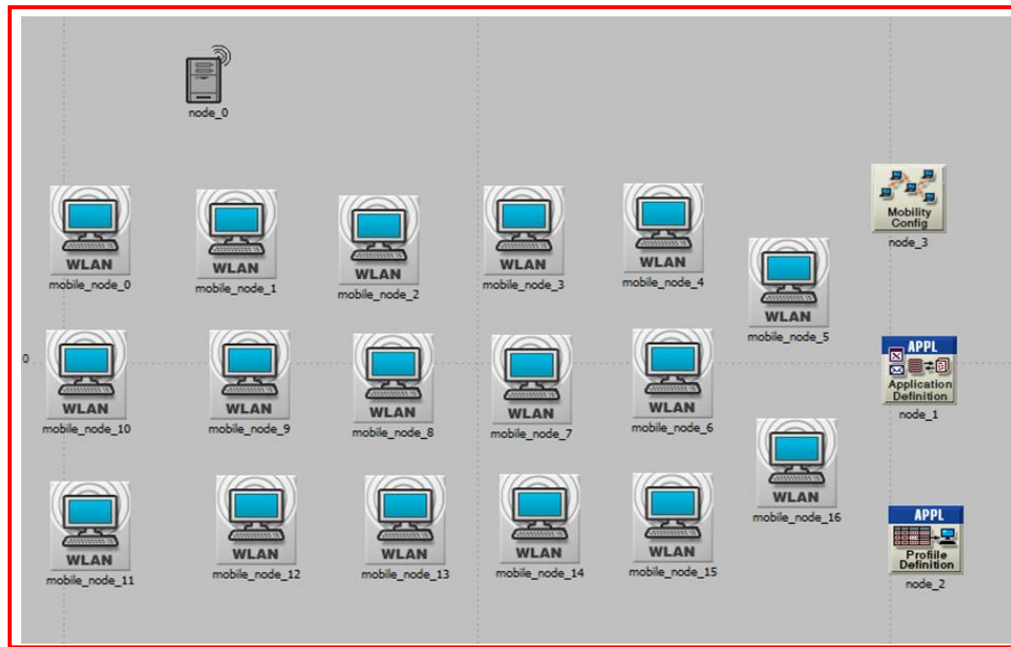 node_0
WLAN
mobile_node_0
WLAN
mobile_node_1
WLAN
mobile_node_2
WLAN
mobile_node_3
WLAN
mobile_node_4
WLAN
mobile_node_5
Mobility
Config
node_3
0
WLAN
mobile_node_10
WLAN
mobile_node_9
WLAN
mobile_node_8
WLAN
mobile_node_7
WLAN
mobile_node_6
APPL
Application
Definition
node_1
WLAN
mobile_node_16
WLAN
mobile_node_11
WLAN
mobile_node_12
WLAN
mobile_node_13
WLAN
mobile_node_14
WLAN
mobile_node_15
APPL
Profile
Definition
node_2